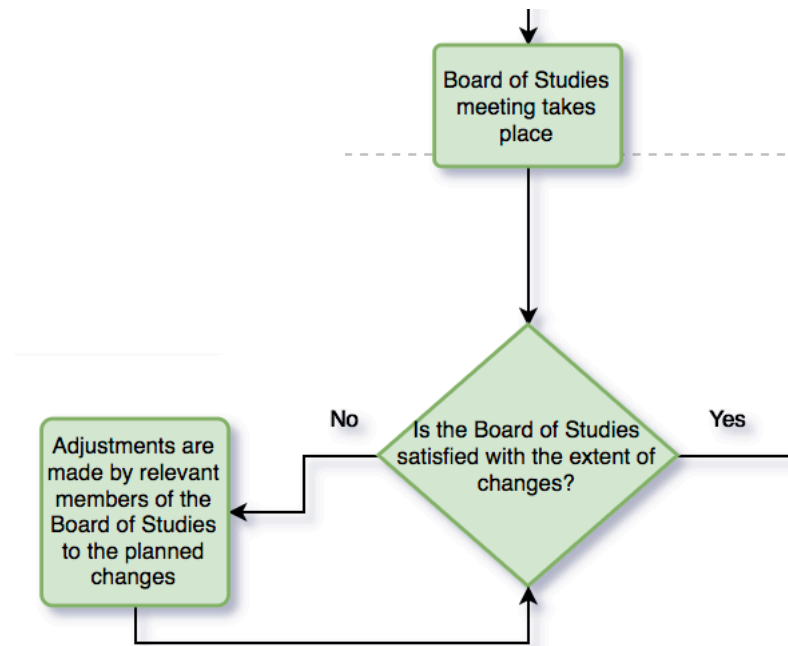 Board of Studies
meeting takes
place
No
Is the Board of Studies
satisfied with the extent of
changes?
Yes
Adjustments are
made by relevant
members of the
Board of Studies
to the planned
changes